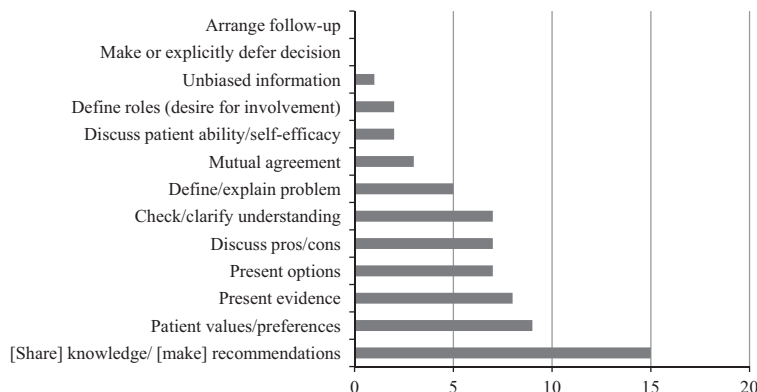 Arrange follow-up
Make or explicitly defer decision
Unbiased information
Define roles (desire for involvement)
Discuss patient ability/self-efficacy
Mutual agreement
Define/explain problem
Check/clarify understanding
Discuss pros/cons
Present options
Present evidence
Patient values/preferences
[Share] knowledge/ [make] recommendations
0 5 10 15 20